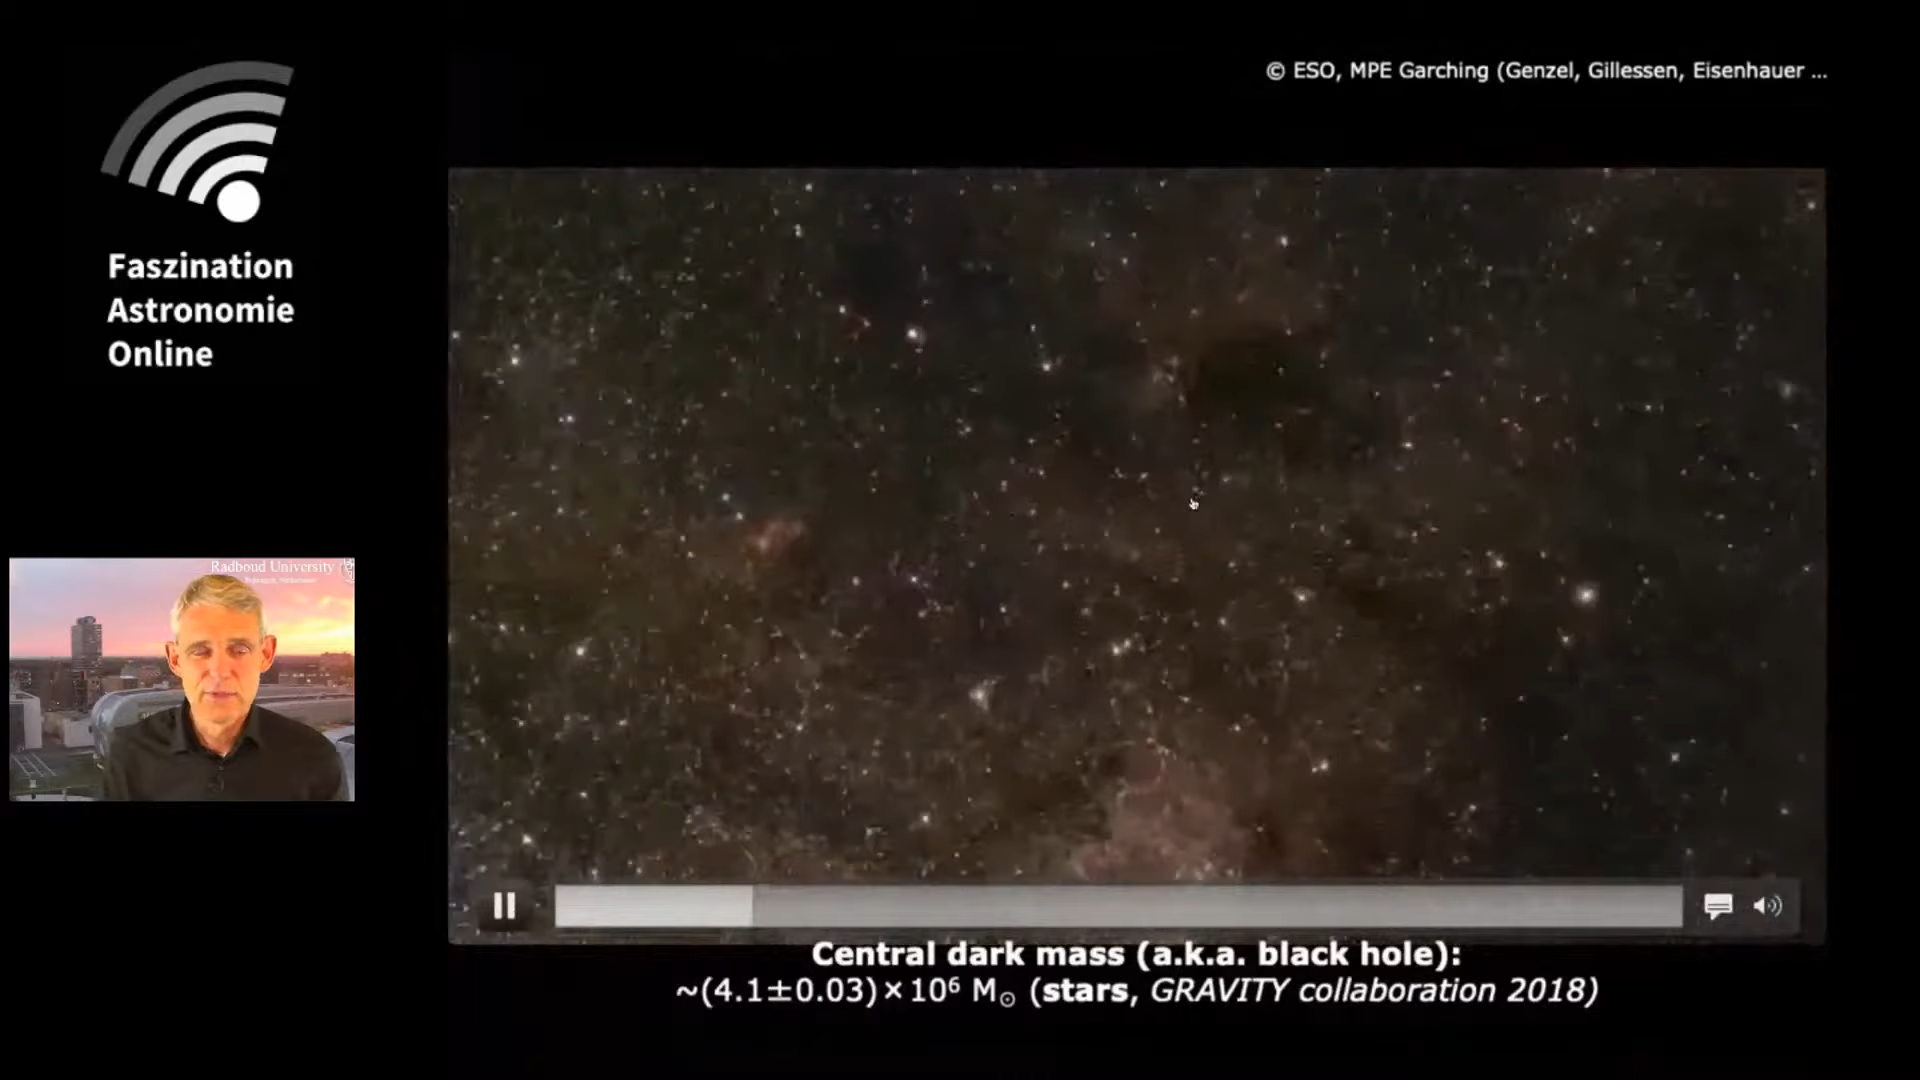 © ESO, MPE Garching (Genzel, Gillessen, Eisenhauer ...
Faszination
Astronomie
Online
Radboud University
Central dark mass (a.k.a. black hole):
~(4.1±0.03)×10⁶ M☉ (stars, GRAVITY collaboration 2018)